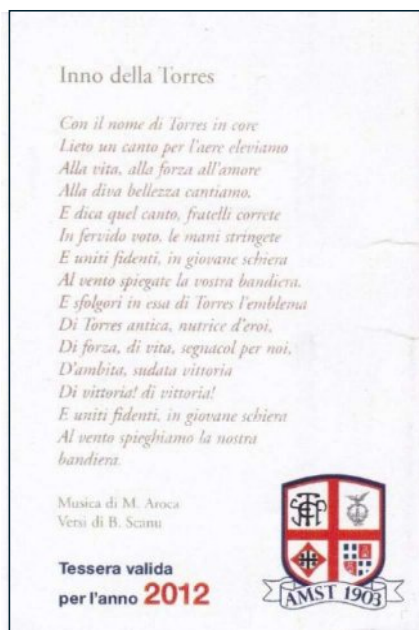 Inno della Torres
Con il nome di Torres in core
Lieto un canto per l'aere eleviamo
Alla vita, alla forza all'amore
Alla diva bellezza cantiamo.
E dica quel canto, fratelli correte
In fervido voto, le mani stringete
E uniti fidenti, in giovane schiera
Al vento spiegate la vostra bandiera.
E sfolgori in essa di Torres l'emblema
Di Torres antica, nutrice d'eroi,
Di forza, di vita, segnacol per noi,
D'ambita, sudata vittoria
Di vittoria! di vittoria!
E uniti fidenti, in giovane schiera
Al vento spieghiamo la nostra
bandiera.
Musica di M. Aroca
Versi di B. Scanu
Tessera valida
per l'anno 2012
AMST 1903